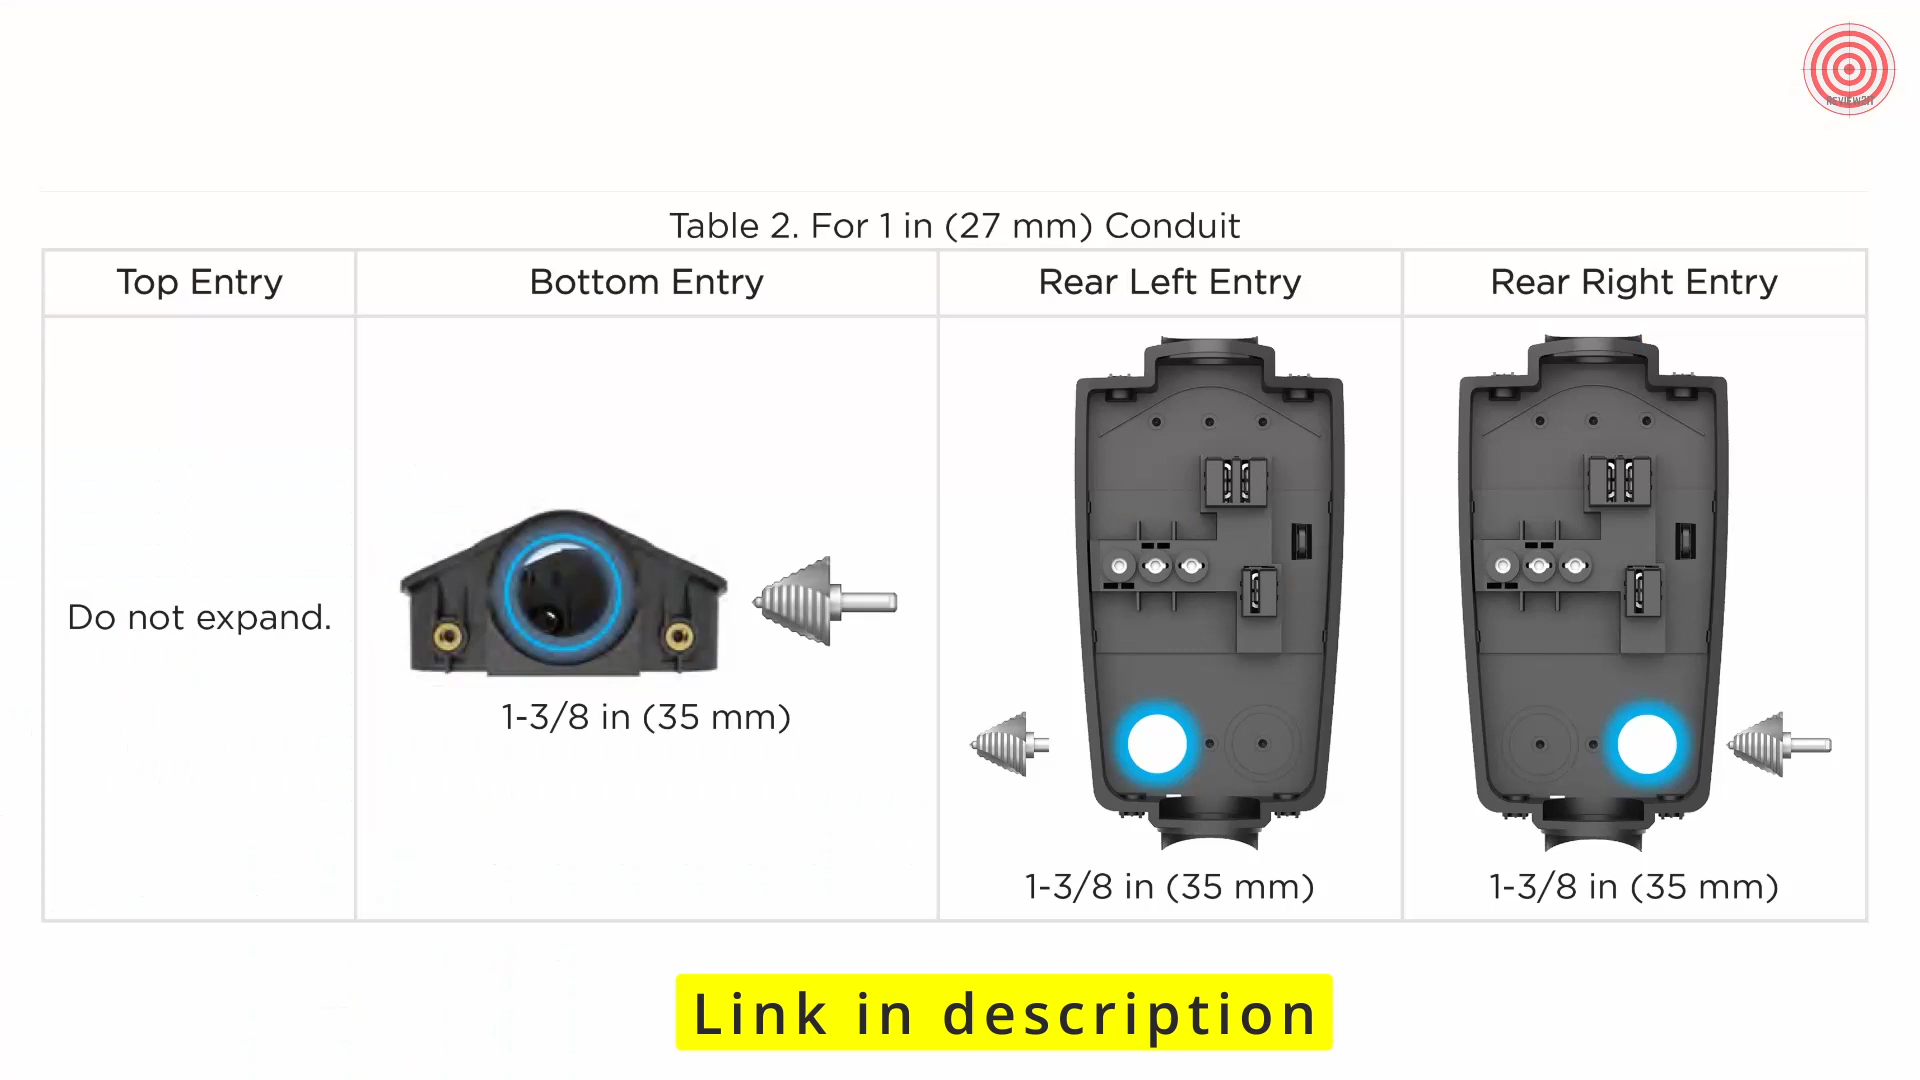 REVIEWOR
Table 2. For 1 in (27 mm) Conduit
Top Entry
Bottom Entry
Rear Left Entry
Rear Right Entry
Do not expand.
1-3/8 in (35 mm)
1-3/8 in (35 mm)
1-3/8 in (35 mm)
Link in description